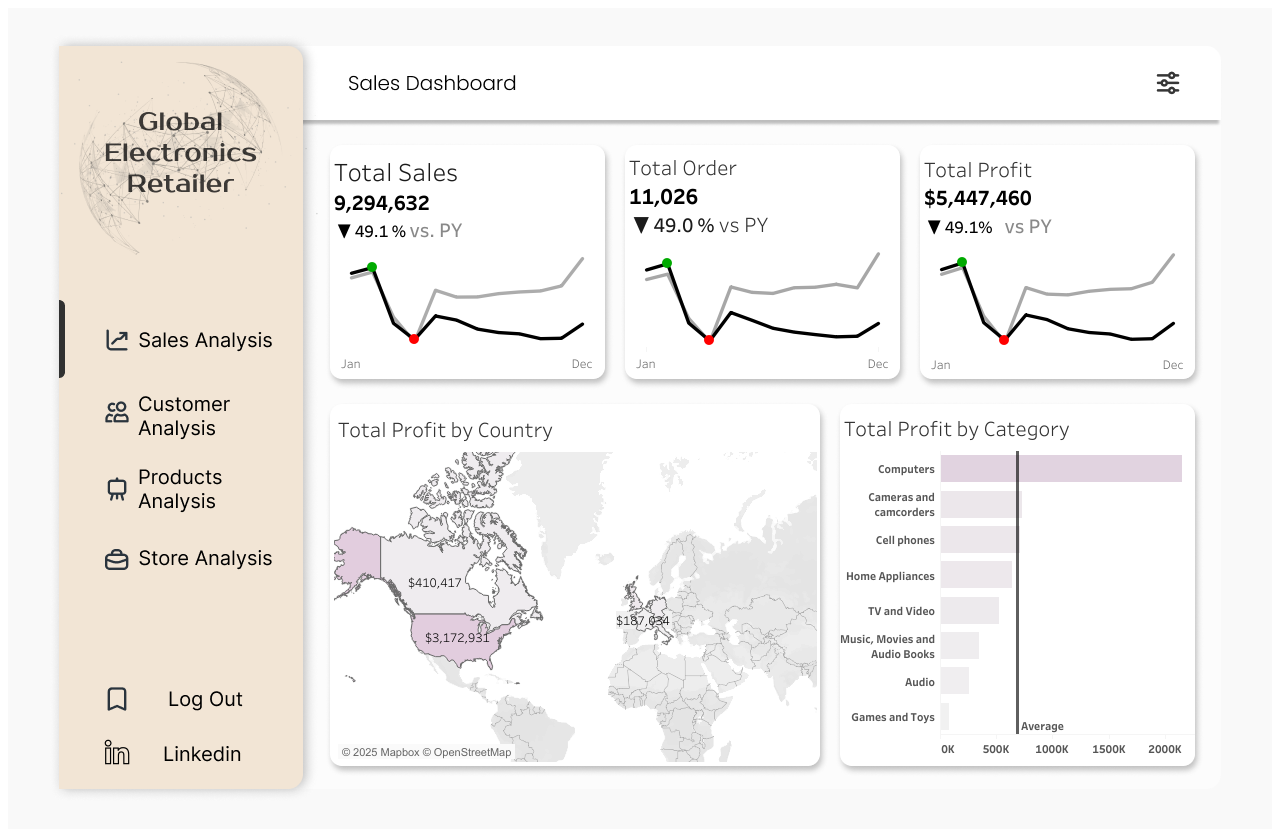 Global
Electronics
Retailer
Sales Analysis
Customer
Analysis
Products
Analysis
Store Analysis
Log Out
Linkedin
Sales Dashboard
Total Sales
9,294,632
▼ 49.1 % vs. PY
Jan Dec
Total Order
11,026
▼ 49.0 % vs PY
Jan Dec
Total Profit
$5,447,460
▼ 49.1% vs PY
Jan Dec
Total Profit by Country
$410,417
$3,172,931
$187,034
© 2025 Mapbox © OpenStreetMap
Total Profit by Category
Computers
Cameras and
camcorders
Cell phones
Home Appliances
TV and Video
Music, Movies and
Audio Books
Audio
Games and Toys
Average
0K 500K 1000K 1500K 2000K